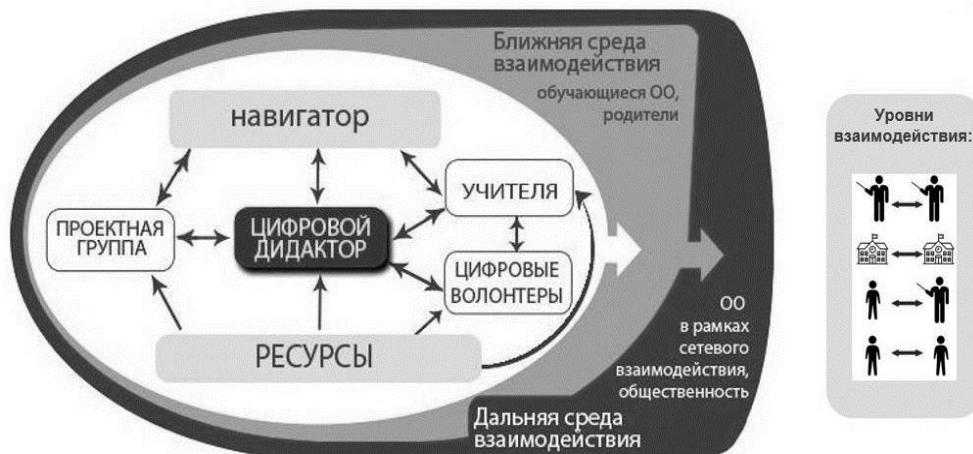 Ближняя среда
взаимодействия
обучающиеся ОО,
родители
навигатор
УЧИТЕЛЯ
ПРОЕКТНАЯ
ГРУППА
ЦИФРОВОЙ
ДИДАКТОР
ЦИФРОВЫЕ
ВОЛОНТЕРЫ
РЕСУРСЫ
ОО
в рамках
сетевого
взаимодействия,
общественность
Дальняя среда
взаимодействия
Уровни
взаимодействия: